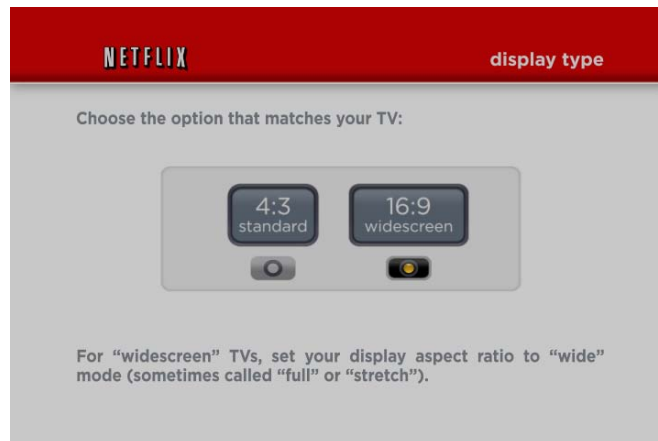 NETFLIX
display type
Choose the option that matches your TV:
4:3
standard
16:9
widescreen
For “widescreen” TVs, set your display aspect ratio to “wide”
mode (sometimes called “full” or “stretch”).